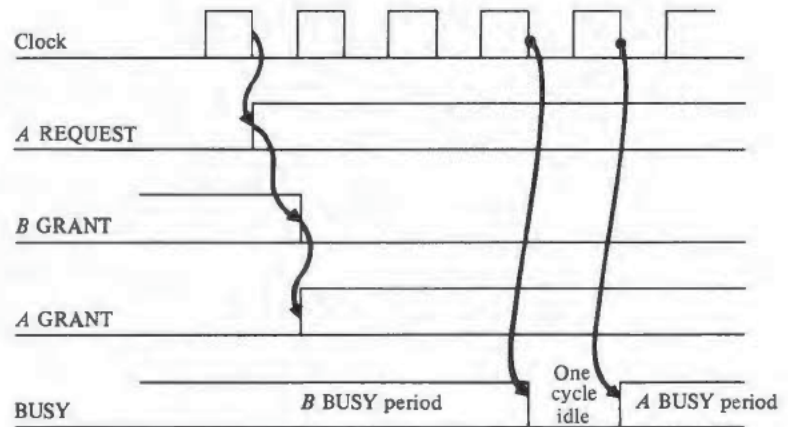 Clock
A REQUEST
B GRANT
A GRANT
BUSY
B BUSY period
One
cycle
idle
A BUSY period